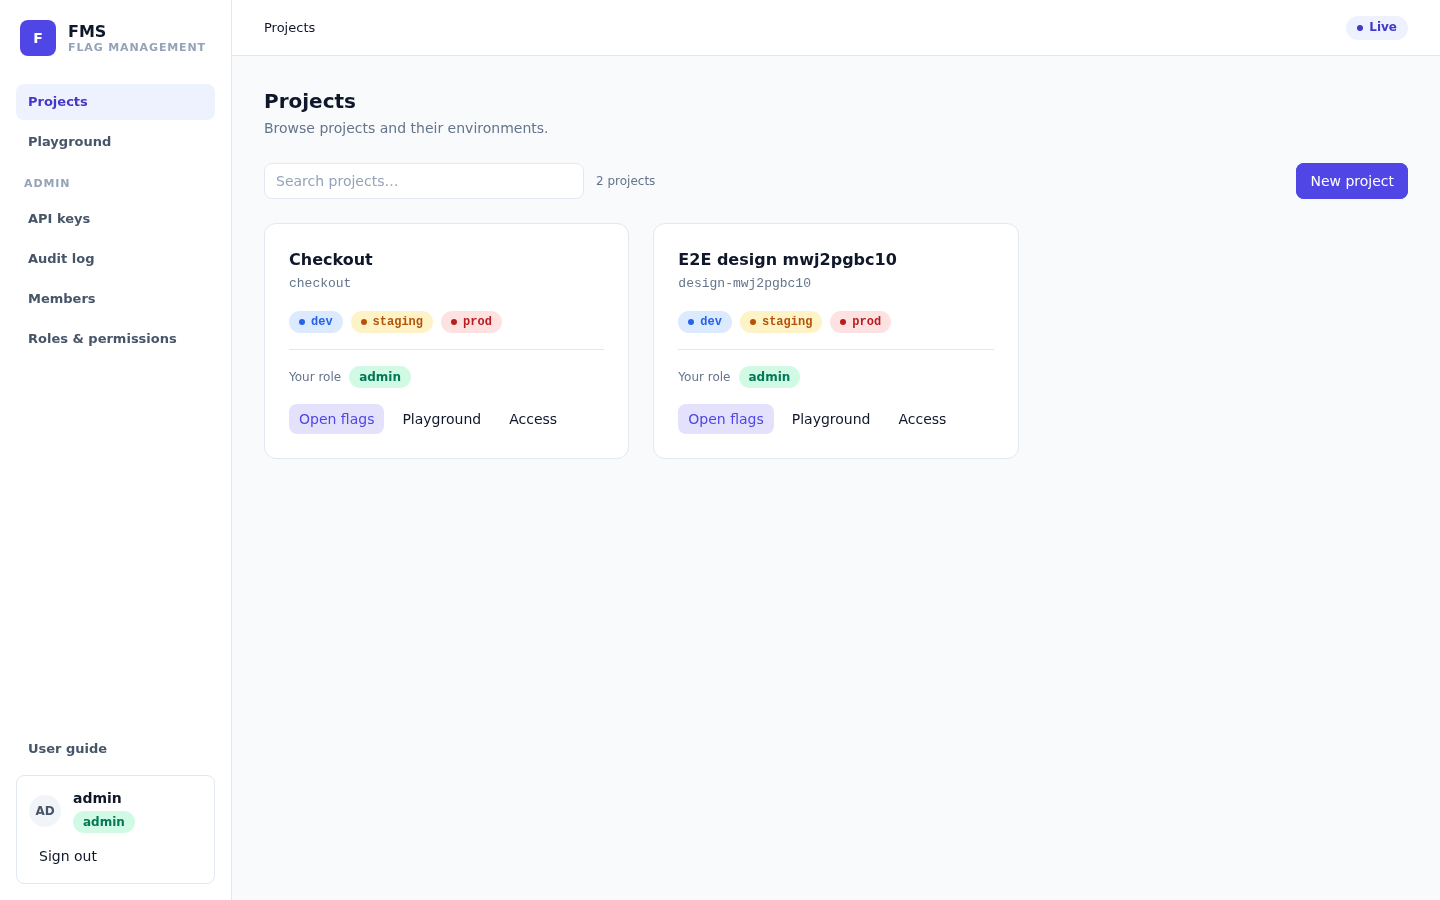 F
FMS
FLAG MANAGEMENT
Projects
Playground
ADMIN
API keys
Audit log
Members
Roles & permissions
User guide
AD
admin
admin
Sign out
Projects
Live
Projects
Browse projects and their environments.
Search projects...
2 projects
New project
Checkout
checkout
dev staging prod
Your role admin
Open flags Playground Access
E2E design mwj2pgbc10
design-mwj2pgbc10
dev staging prod
Your role admin
Open flags Playground Access